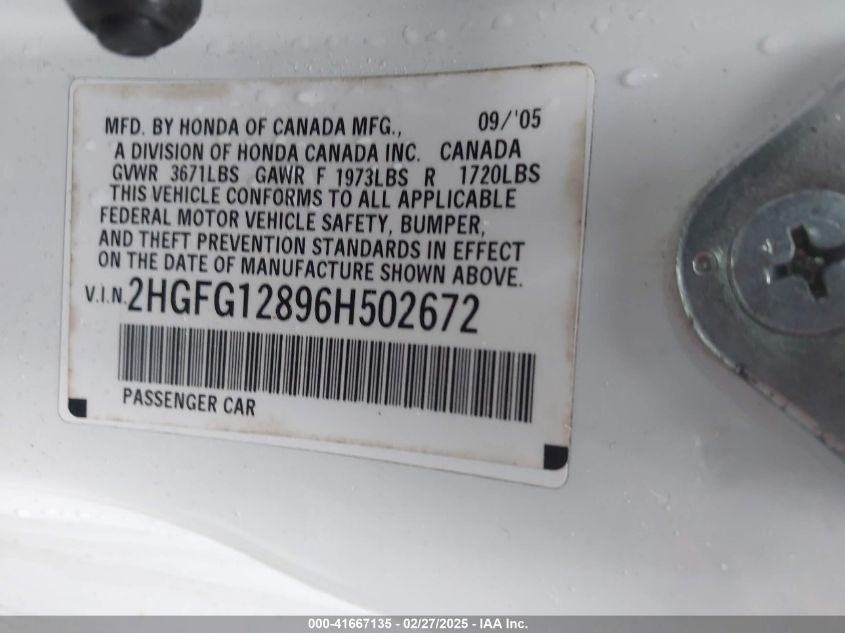 MFD. BY HONDA OF CANADA MFG., 09/'05
A DIVISION OF HONDA CANADA INC. CANADA
GVWR 3671LBS GAWR F 1973LBS R 1720LBS
THIS VEHICLE CONFORMS TO ALL APPLICABLE
FEDERAL MOTOR VEHICLE SAFETY, BUMPER,
AND THEFT PREVENTION STANDARDS IN EFFECT
ON THE DATE OF MANUFACTURE SHOWN ABOVE.
V.I.N. 2HGFG12896H502672
PASSENGER CAR
000-41667135 - 02/27/2025 - IAA Inc.